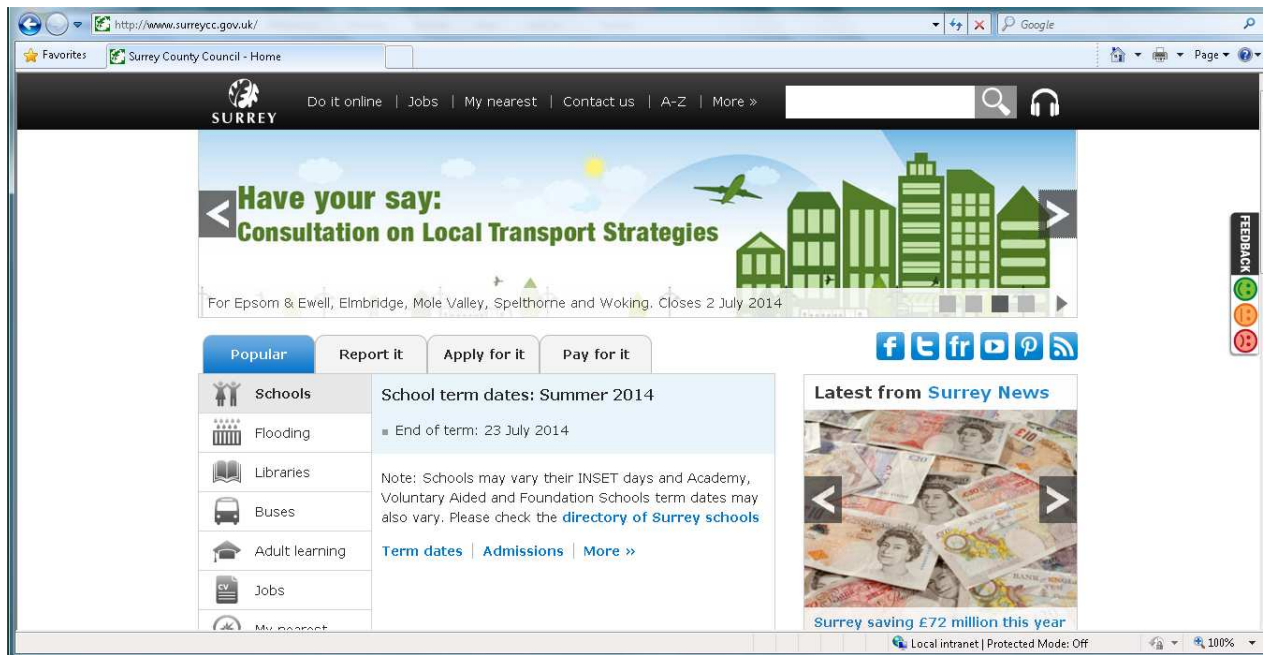 http://www.surreycc.gov.uk/
Google
Favorites
Surrey County Council - Home
Page
SURREY
Do it online | Jobs | My nearest | Contact us | A-Z | More »
Have your say:
Consultation on Local Transport Strategies
For Epsom & Ewell, Elmbridge, Mole Valley, Spelthorne and Woking. Closes 2 July 2014
FEEDBACK
Popular
Report it
Apply for it
Pay for it
Schools
Flooding
Libraries
Buses
Adult learning
CV
Jobs
My nearest
School term dates: Summer 2014
End of term: 23 July 2014
Note: Schools may vary their INSET days and Academy,
Voluntary Aided and Foundation Schools term dates may
also vary. Please check the directory of Surrey schools
Term dates | Admissions | More »
Latest from Surrey News
£10
£20
Surrey saving £72 million this year
Local intranet | Protected Mode: Off
100%